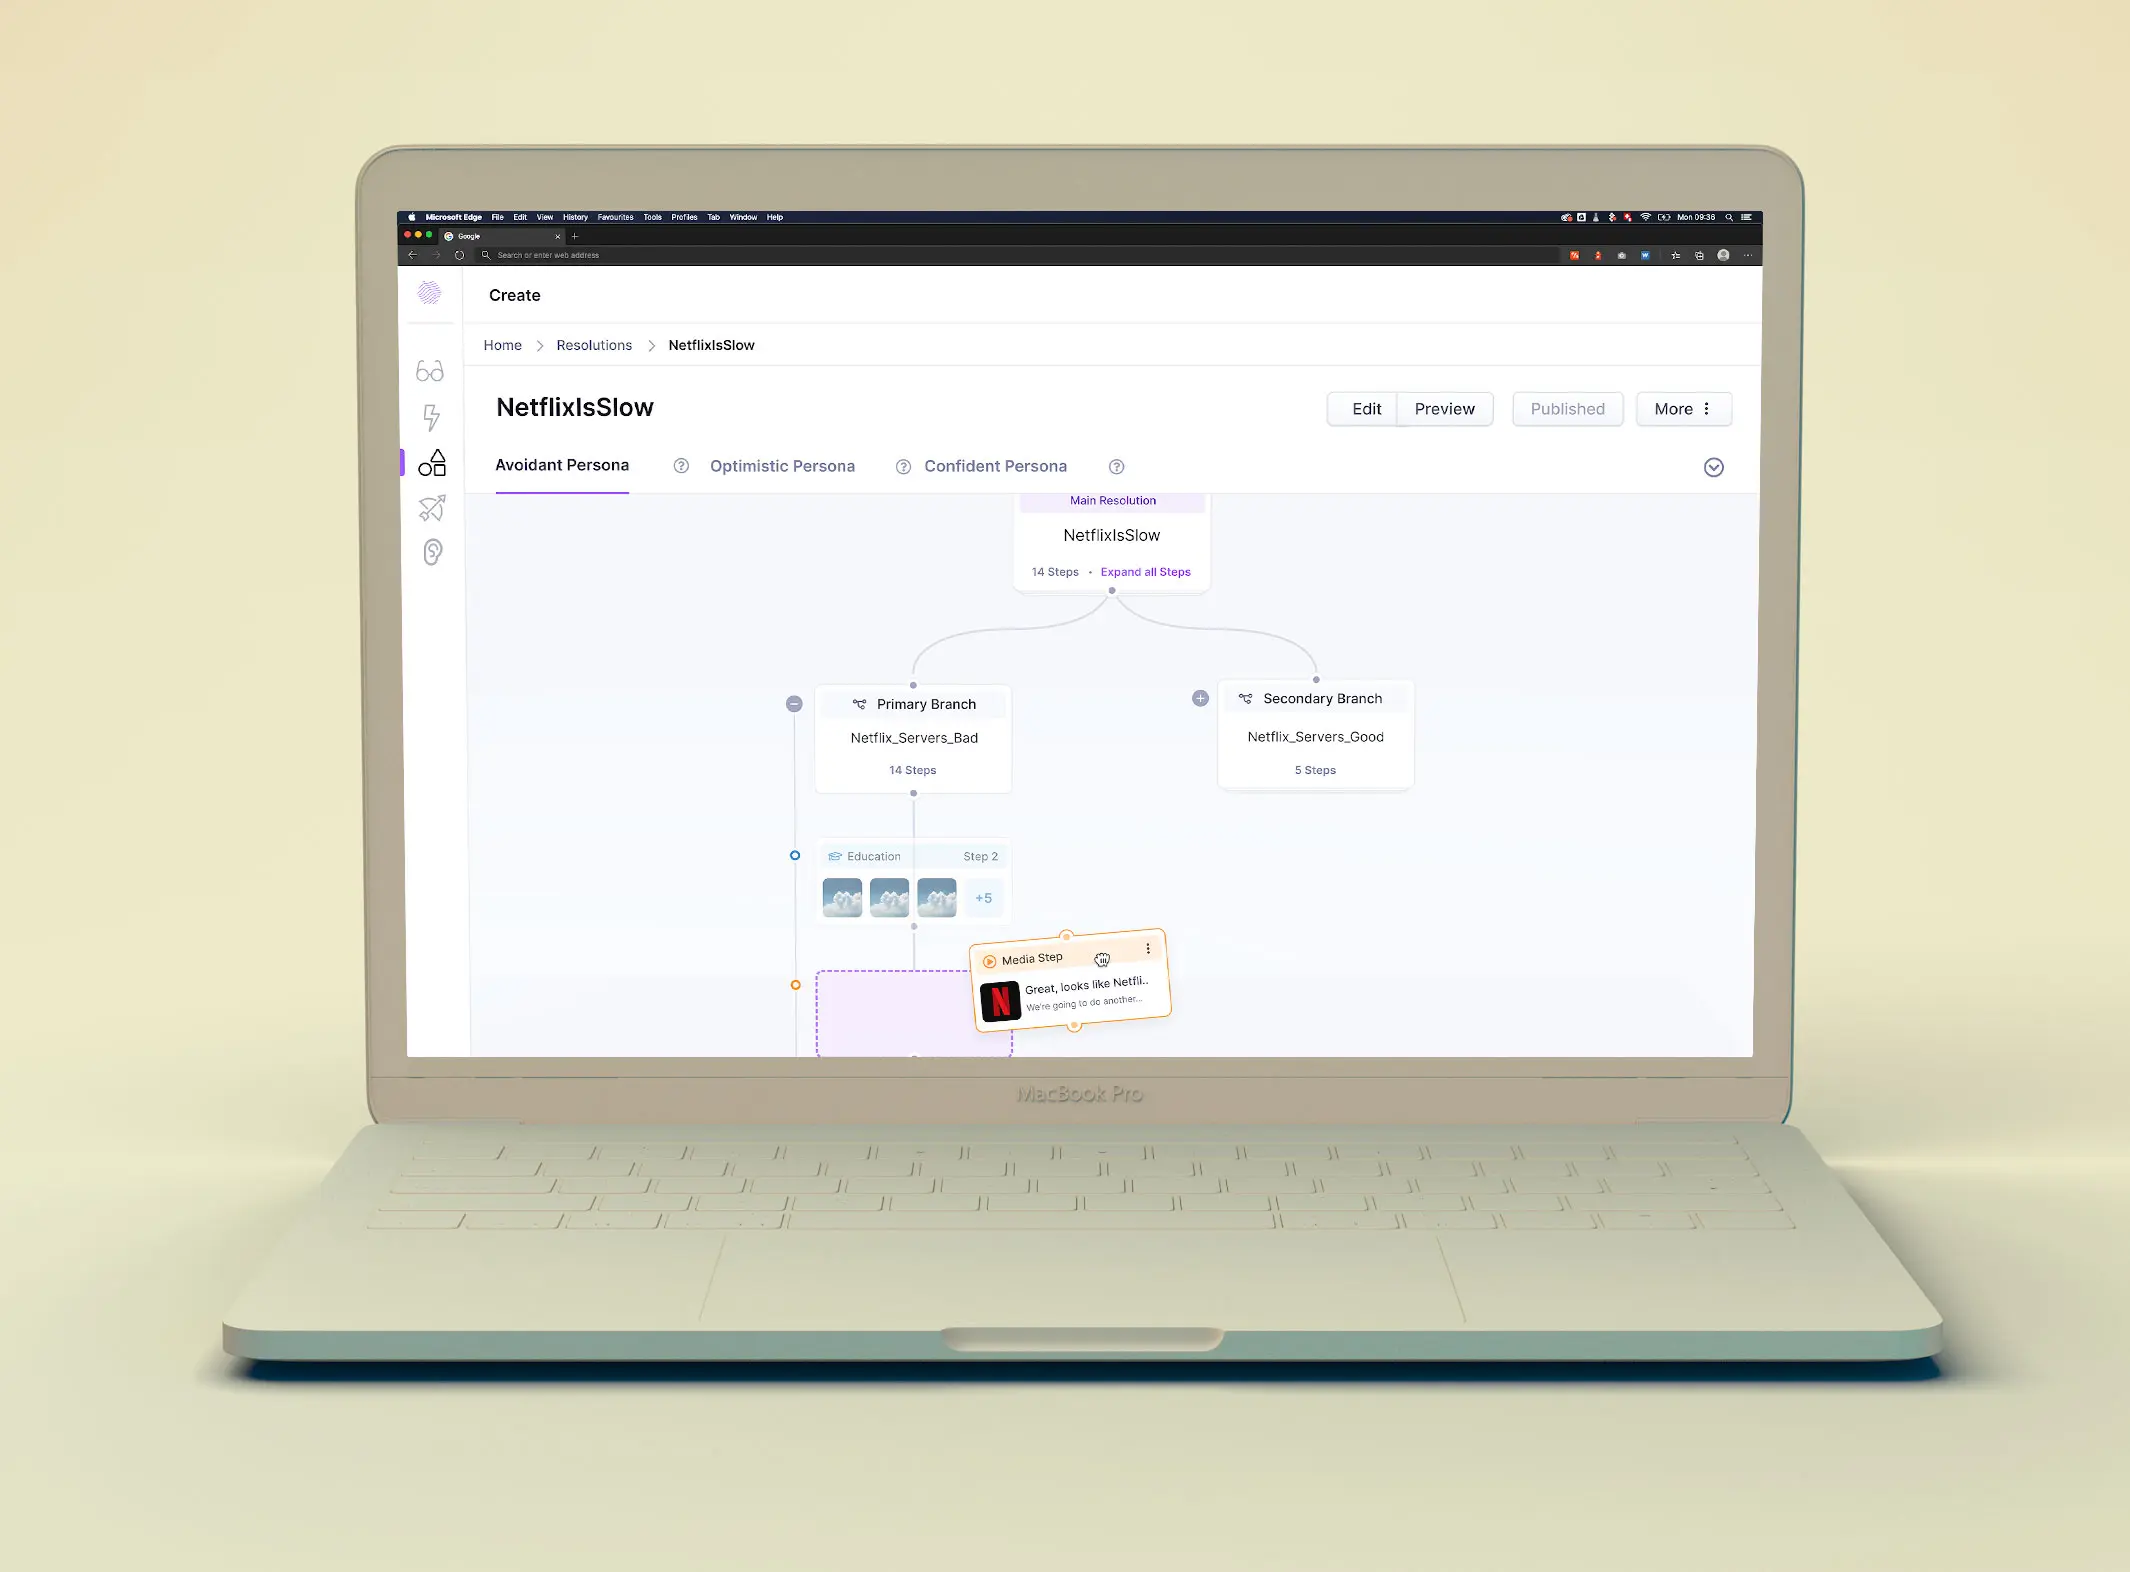 Microsoft Edge File Edit View History Favourites Tools Profiles Tab Window Help Mon 09:36
Google
Search or enter web address
Create
Home Resolutions NetflixIsSlow
NetflixIsSlow
Edit Preview Published More
Avoidant Persona ? Optimistic Persona ? Confident Persona ?
Main Resolution
NetflixIsSlow
14 Steps • Expand all Steps
Primary Branch
Netflix_Servers_Bad
14 Steps
Secondary Branch
Netflix_Servers_Good
5 Steps
Education Step 2
+5
Media Step
N
Great, looks like Netfli..
We're going to do another...
MacBook Pro